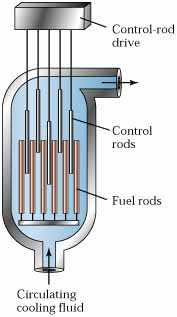 Control-rod
drive
Control
rods
Fuel rods
Circulating
cooling fluid